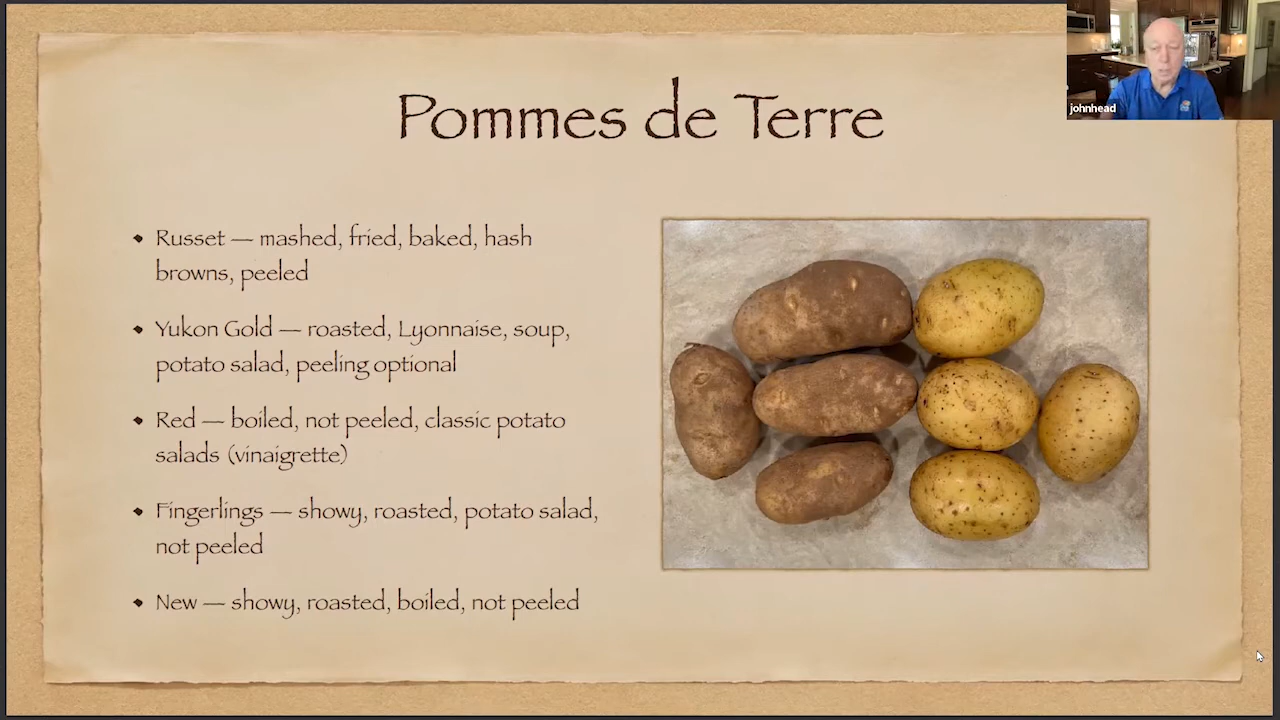 Pommes de Terre
johnhead
• Russet — mashed, fried, baked, hash
browns, peeled
• Yukon Gold — roasted, Lyonnaise, soup,
potato salad, peeling optional
• Red — boiled, not peeled, classic potato
salads (vinaigrette)
• Fingerlings — showy, roasted, potato salad,
not peeled
• New — showy, roasted, boiled, not peeled